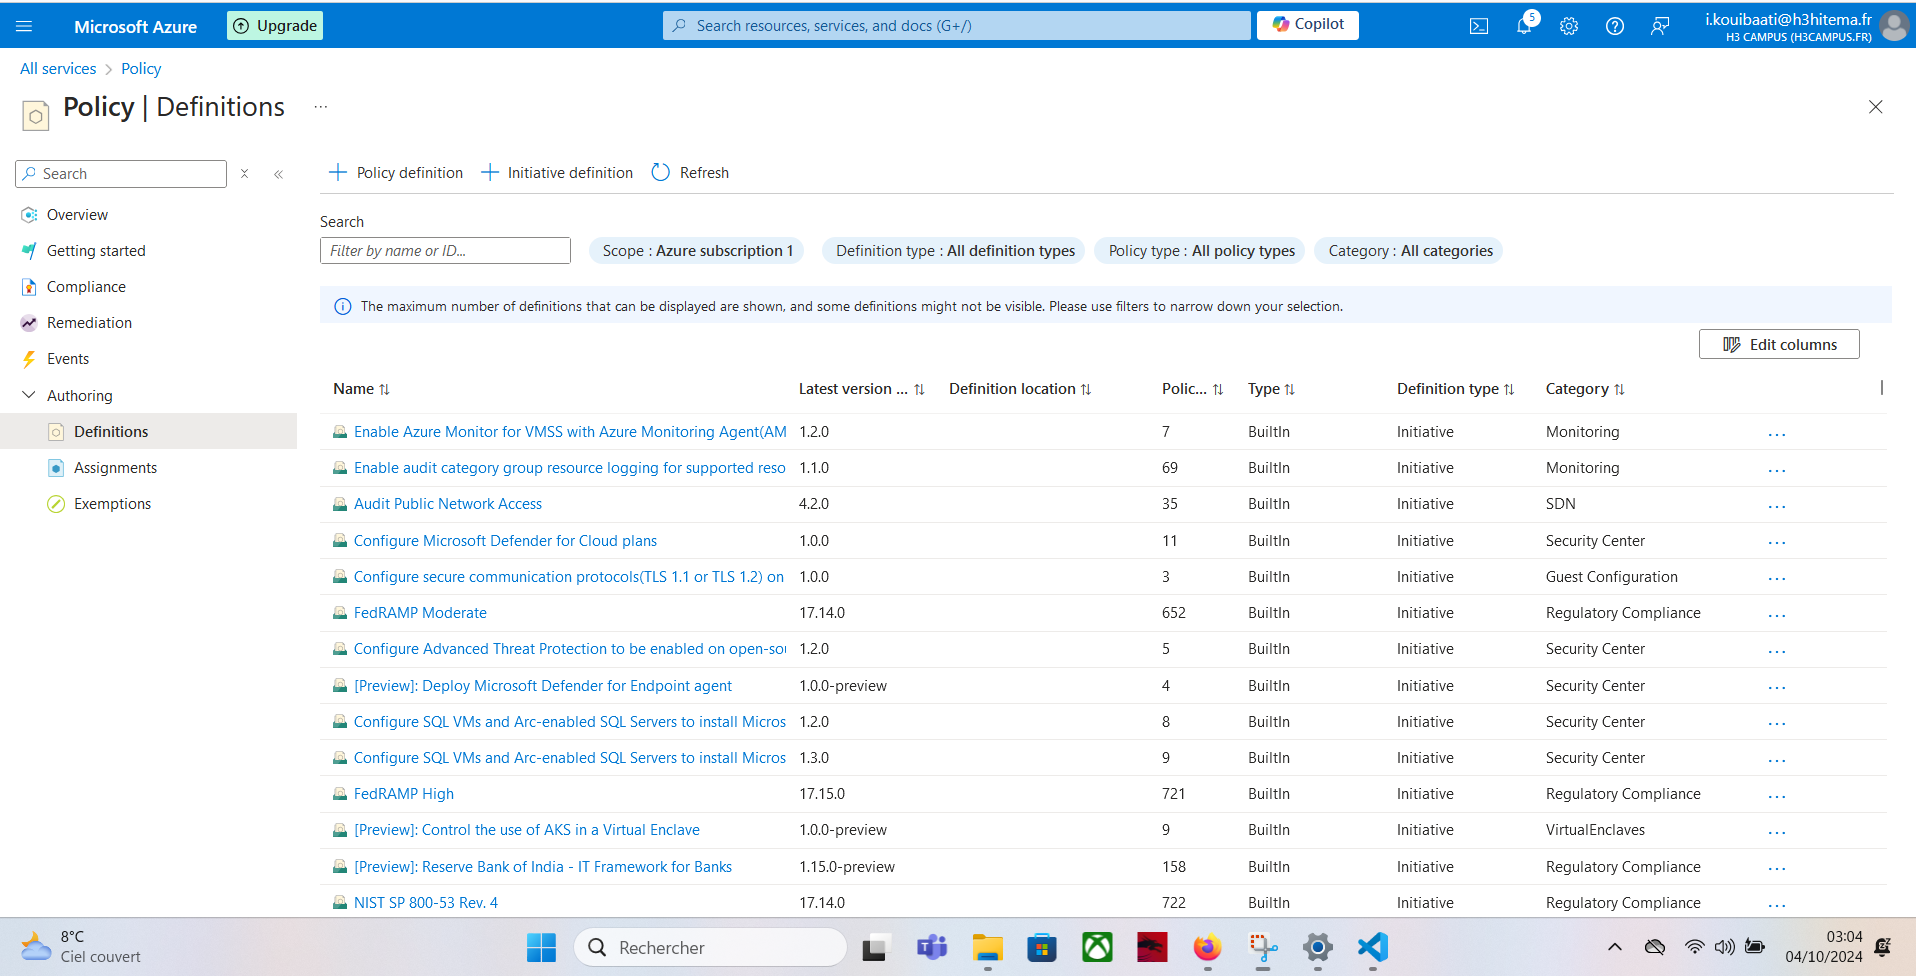 Microsoft Azure
Upgrade
Search resources, services, and docs (G+/)
Copilot
5
i.kouibaati@h3hitema.fr
H3 CAMPUS (H3CAMPUS.FR)
All services > Policy
Policy | Definitions ...
Search
Overview
Getting started
Compliance
Remediation
Events
Authoring
Definitions
Assignments
Exemptions
+ Policy definition + Initiative definition Refresh
Search
Filter by name or ID...
Scope : Azure subscription 1
Definition type : All definition types
Policy type : All policy types
Category : All categories
The maximum number of definitions that can be displayed are shown, and some definitions might not be visible. Please use filters to narrow down your selection.
Edit columns
Name Latest version ... Definition location Polic... Type Definition type Category
Enable Azure Monitor for VMSS with Azure Monitoring Agent(AM 1.2.0 7 BuiltIn Initiative Monitoring ...
Enable audit category group resource logging for supported reso 1.1.0 69 BuiltIn Initiative Monitoring ...
Audit Public Network Access 4.2.0 35 BuiltIn Initiative SDN ...
Configure Microsoft Defender for Cloud plans 1.0.0 11 BuiltIn Initiative Security Center ...
Configure secure communication protocols(TLS 1.1 or TLS 1.2) on 1.0.0 3 BuiltIn Initiative Guest Configuration ...
FedRAMP Moderate 17.14.0 652 BuiltIn Initiative Regulatory Compliance ...
Configure Advanced Threat Protection to be enabled on open-sou 1.2.0 5 BuiltIn Initiative Security Center ...
[Preview]: Deploy Microsoft Defender for Endpoint agent 1.0.0-preview 4 BuiltIn Initiative Security Center ...
Configure SQL VMs and Arc-enabled SQL Servers to install Micros 1.2.0 8 BuiltIn Initiative Security Center ...
Configure SQL VMs and Arc-enabled SQL Servers to install Micros 1.3.0 9 BuiltIn Initiative Security Center ...
FedRAMP High 17.15.0 721 BuiltIn Initiative Regulatory Compliance ...
[Preview]: Control the use of AKS in a Virtual Enclave 1.0.0-preview 9 BuiltIn Initiative VirtualEnclaves ...
[Preview]: Reserve Bank of India - IT Framework for Banks 1.15.0-preview 158 BuiltIn Initiative Regulatory Compliance ...
NIST SP 800-53 Rev. 4 17.14.0 722 BuiltIn Initiative Regulatory Compliance ...
8°C
Ciel couvert
Rechercher
03:04
04/10/2024